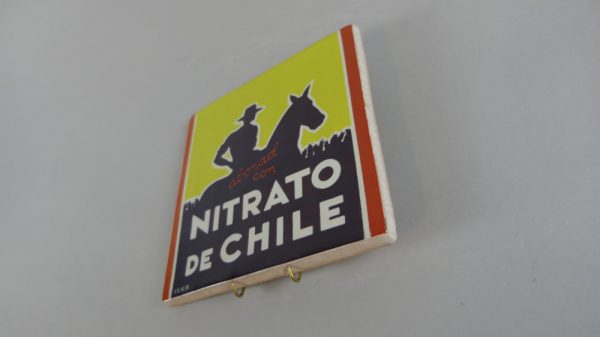 abonad
con
NITRATO
DE CHILE